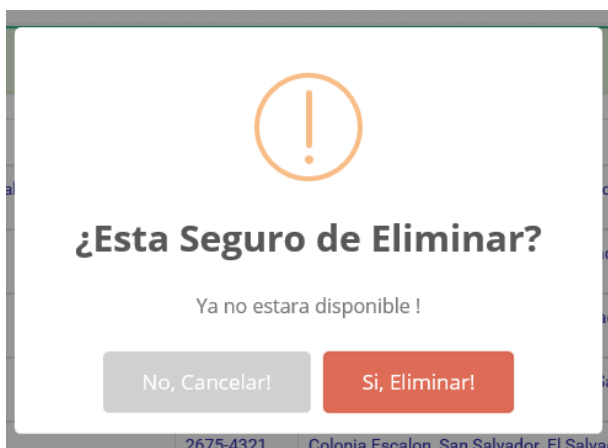 ¿Esta Seguro de Eliminar?
Ya no estara disponible !
No, Cancelar!
Si, Eliminar!
2675-4321
Colonia Escalon, San Salvador, El Salva